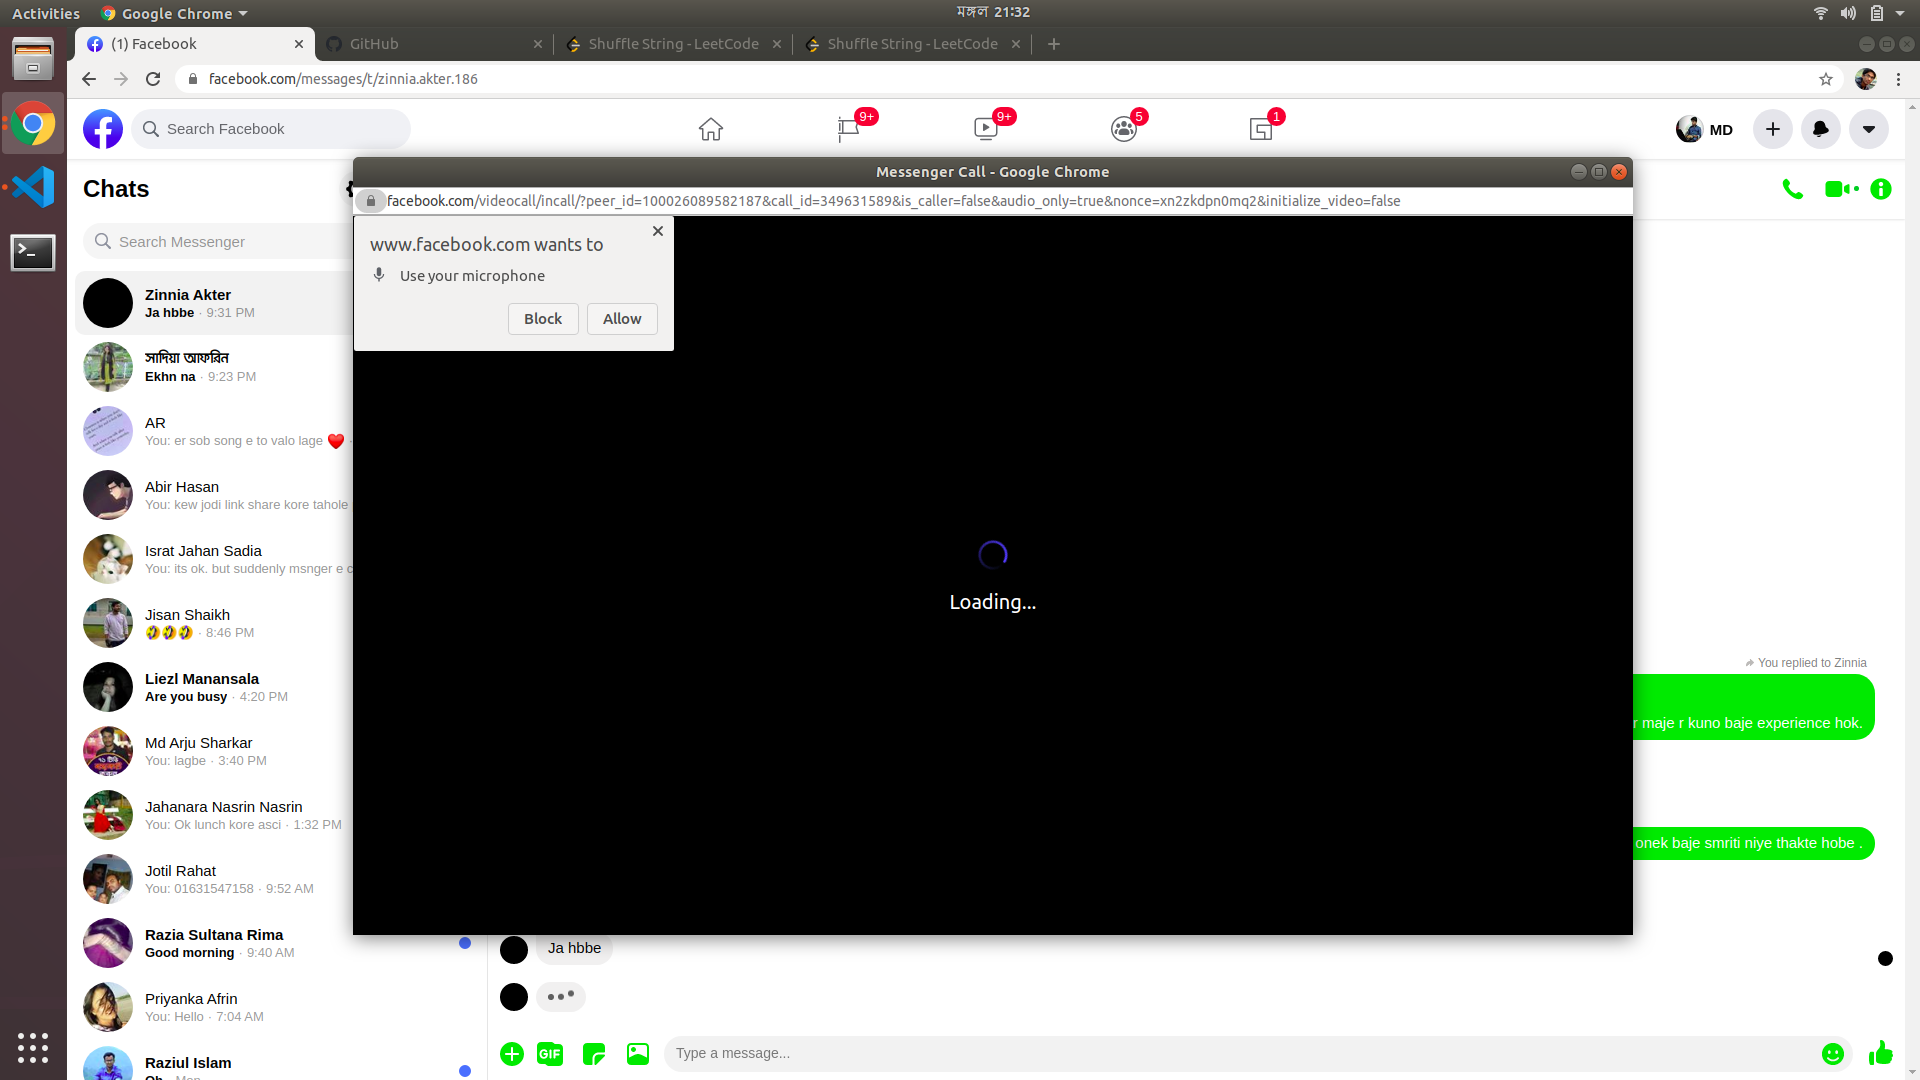 Activities
Google Chrome
মঙ্গল 21:32
(1) Facebook
GitHub
Shuffle String - LeetCode
Shuffle String - LeetCode
facebook.com/messages/t/zinnia.akter.186
Search Facebook
9+
9+
5
1
MD
Messenger Call - Google Chrome
facebook.com/videocall/incall/?peer_id=100026089582187&call_id=349631589&is_caller=false&audio_only=true&nonce=xn2zkdpn0mq2&initialize_video=false
www.facebook.com wants to
Use your microphone
Block
Allow
Loading...
Chats
Search Messenger
Zinnia Akter
Ja hbbe · 9:31 PM
সাদিয়া আফরিন
Ekhn na · 9:23 PM
AR
You: er sob song e to valo lage ❤️ ·
Abir Hasan
You: kew jodi link share kore tahole
Israt Jahan Sadia
You: its ok. but suddenly msnger e c
Jisan Shaikh
🤣🤣🤣 · 8:46 PM
Liezl Manansala
Are you busy · 4:20 PM
Md Arju Sharkar
You: lagbe · 3:40 PM
Jahanara Nasrin Nasrin
You: Ok lunch kore asci · 1:32 PM
Jotil Rahat
You: 01631547158 · 9:52 AM
Razia Sultana Rima
Good morning · 9:40 AM
Priyanka Afrin
You: Hello · 7:04 AM
Raziul Islam
You replied to Zinnia
r maje r kuno baje experience hok.
onek baje smriti niye thakte hobe .
Ja hbbe
GIF
Type a message...